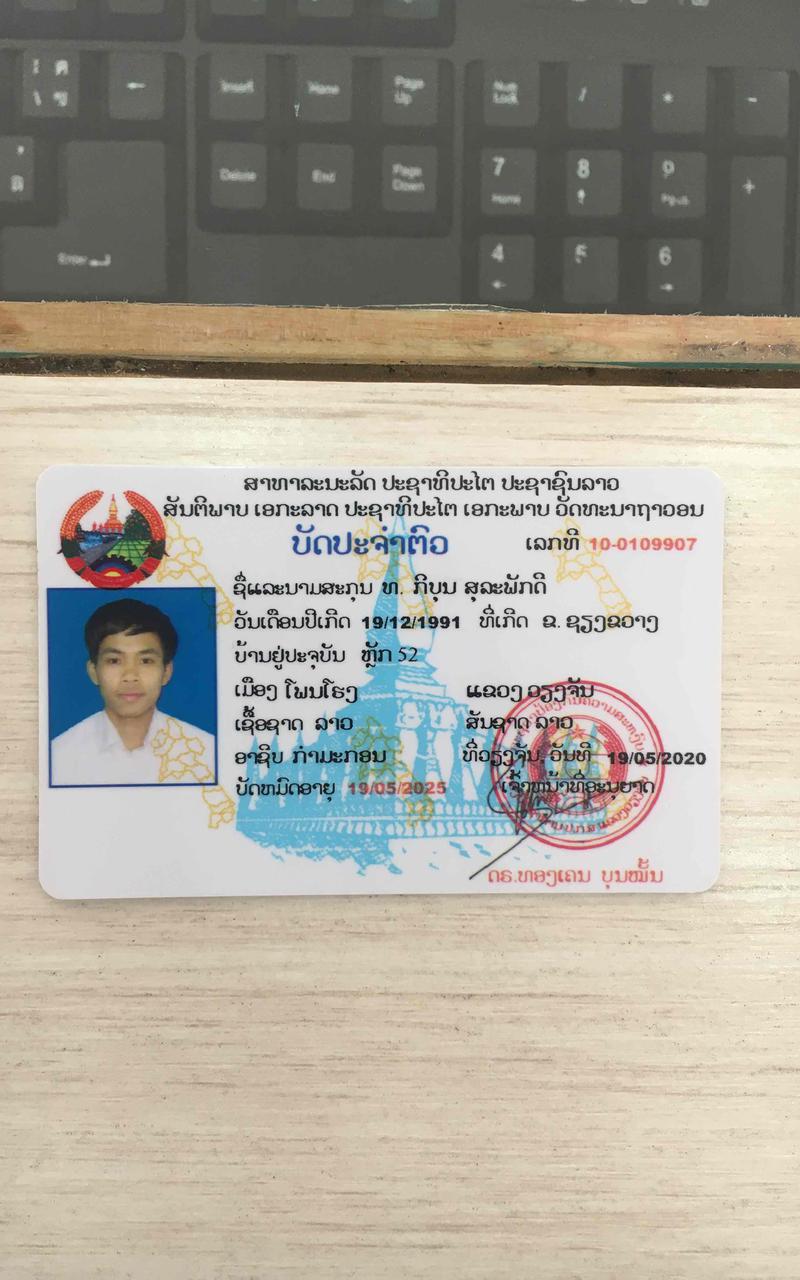 Insert Home Page Up Num Lock / * -
Delete End Page Down 7 Home 8 9 PgUp +
Enter 4 5 6
ສາທາລະນະລັດ ປະຊາທິປະໄຕ ປະຊາຊົນລາວ
ສັນຕິພາບ ເອກະລາດ ປະຊາທິປະໄຕ ເອກະພາບ ວັດທະນາຖາວອນ
ບັດປະຈຳຕົວ ເລກທີ 10-0109907
ຊື່ແລະນາມສະກຸນ ທ. ກິບຸນ ສຸລະພັກດີ
ວັນເດືອນປີເກີດ 19/12/1991 ທີ່ເກີດ ຂ. ຊຽງຂວາງ
ບ້ານຢູ່ປະຈຸບັນ ຫຼັກ 52
ເມືອງ ໂພນໂຮງ ແຂວງ ວຽງຈັນ
ເຊື້ອຊາດ ລາວ ສັນຊາດ ລາວ
ອາຊີບ ກຳມະກອນ ທີ່ວຽງຈັນ, ວັນທີ 19/05/2020
ບັດຫມົດອາຍຸ 19/05/2025 ເຈົ້າຫນ້າທີ່ອະນຸຍາດ
ດຣ.ທອງເຄນ ບຸນໝັ້ນ